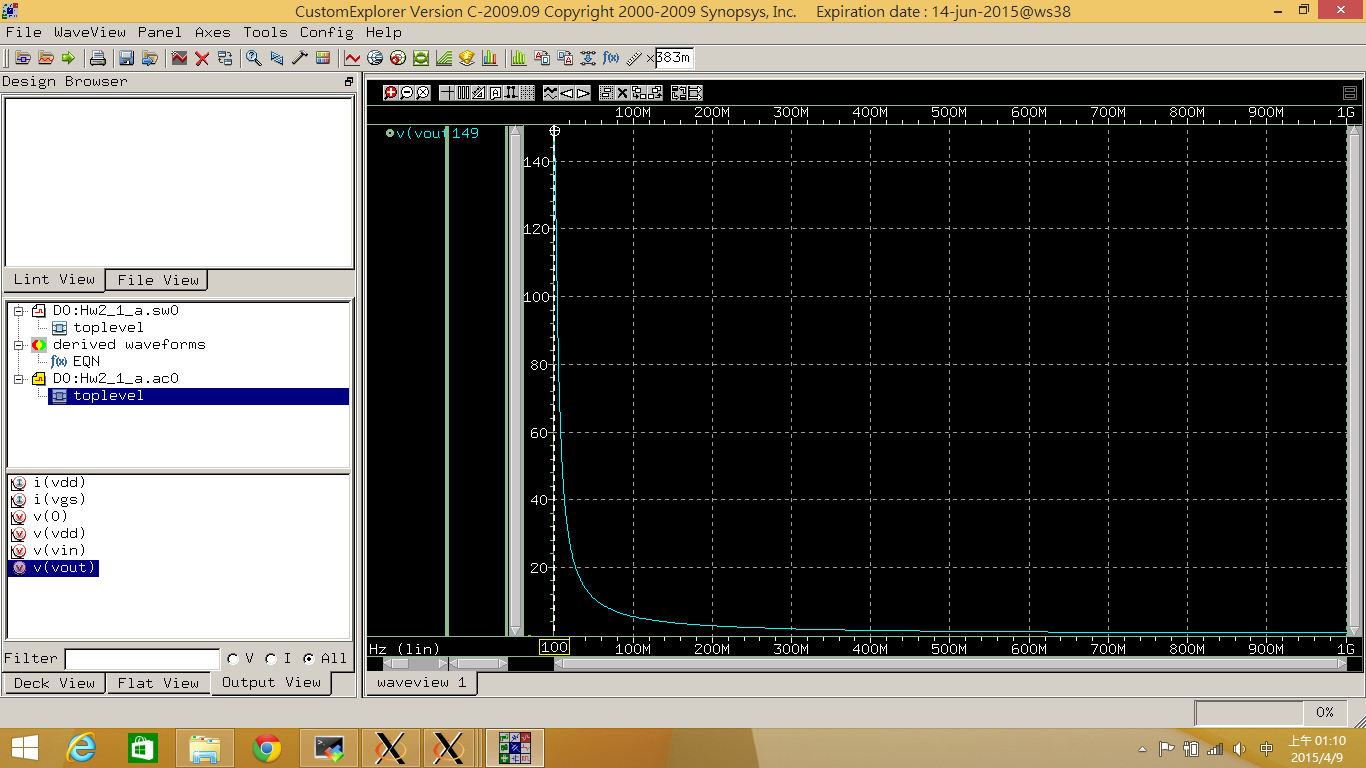 CustomExplorer Version C-2009.09 Copyright 2000-2009 Synopsys, Inc. Expiration date : 14-jun-2015@ws38
File WaveView Panel Axes Tools Config Help
f(x) 383m
Design Browser
Lint View File View
D0:Hw2_1_a.sw0
toplevel
derived waveforms
f(x) EQN
D0:Hw2_1_a.ac0
toplevel
i(vdd)
i(vgs)
v(0)
v(vdd)
v(vin)
v(vout)
Filter V I All
Deck View Flat View Output View
100M 200M 300M 400M 500M 600M 700M 800M 900M 1G
v(vout 149
140
120
100
80
60
40
20
Hz (lin) 100 100M 200M 300M 400M 500M 600M 700M 800M 900M 1G
waveview 1
0%
中
上午 01:10
2015/4/9